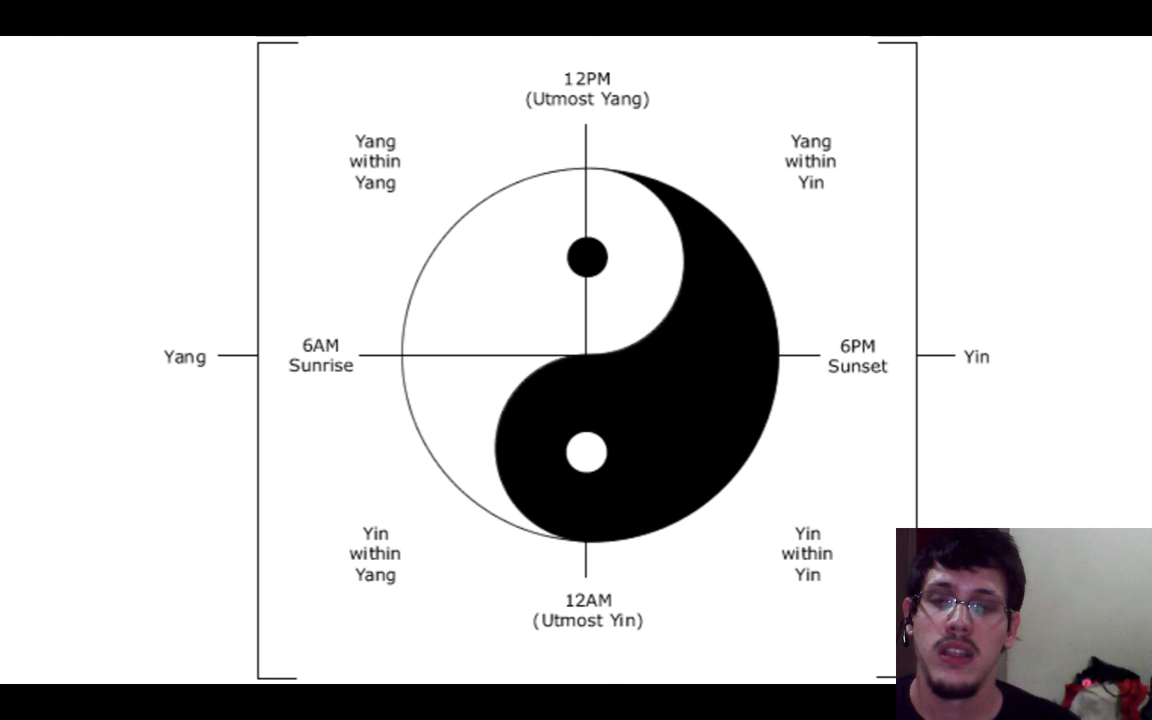 12PM
(Utmost Yang)
Yang
within
Yang
Yang
within
Yin
Yang
6AM
Sunrise
6PM
Sunset
Yin
Yin
within
Yang
Yin
within
Yin
12AM
(Utmost Yin)